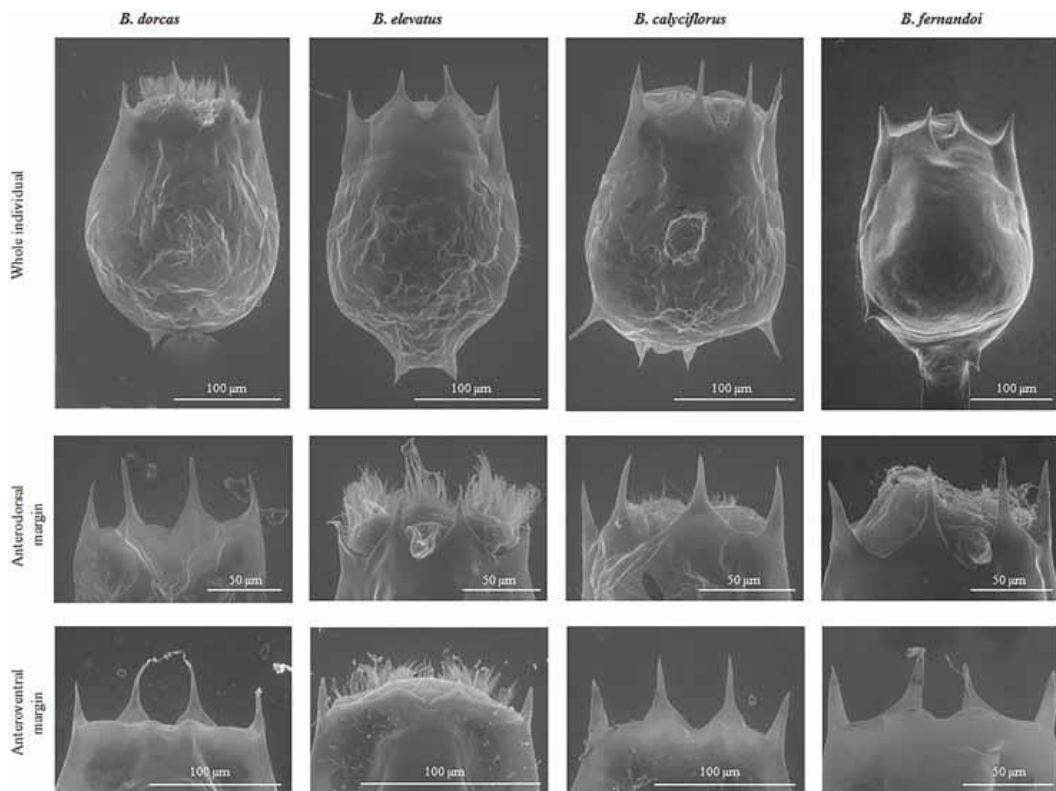 B. dorcas B. elevatus B. calyciflorus B. fernandoi
Whole individual
100 µm 100 µm 100 µm 100 µm
Anterodorsal
margin
50 µm 50 µm 50 µm 50 µm
Anteroventral
margin
100 µm 100 µm 100 µm 50 µm